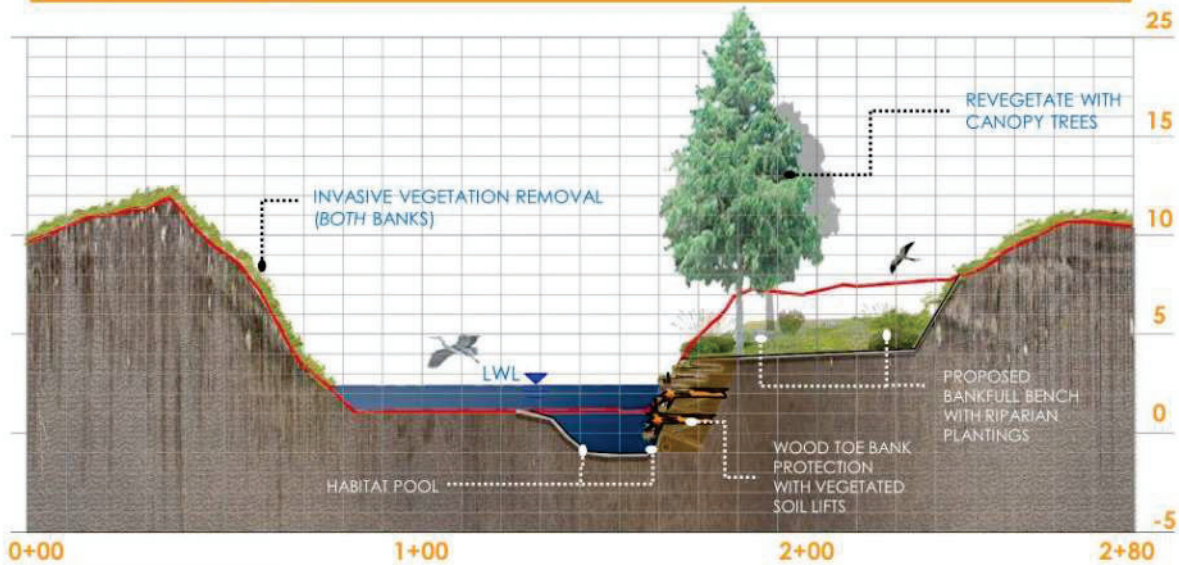 25
REVEGETATE WITH
CANOPY TREES
15
INVASIVE VEGETATION REMOVAL
(BOTH BANKS)
10
5
LWL
PROPOSED
BANKFULL BENCH
WITH RIPARIAN
PLANTINGS
0
WOOD TOE BANK
PROTECTION
WITH VEGETATED
SOIL LIFTS
HABITAT POOL
-5
0+00
1+00
2+00
2+80